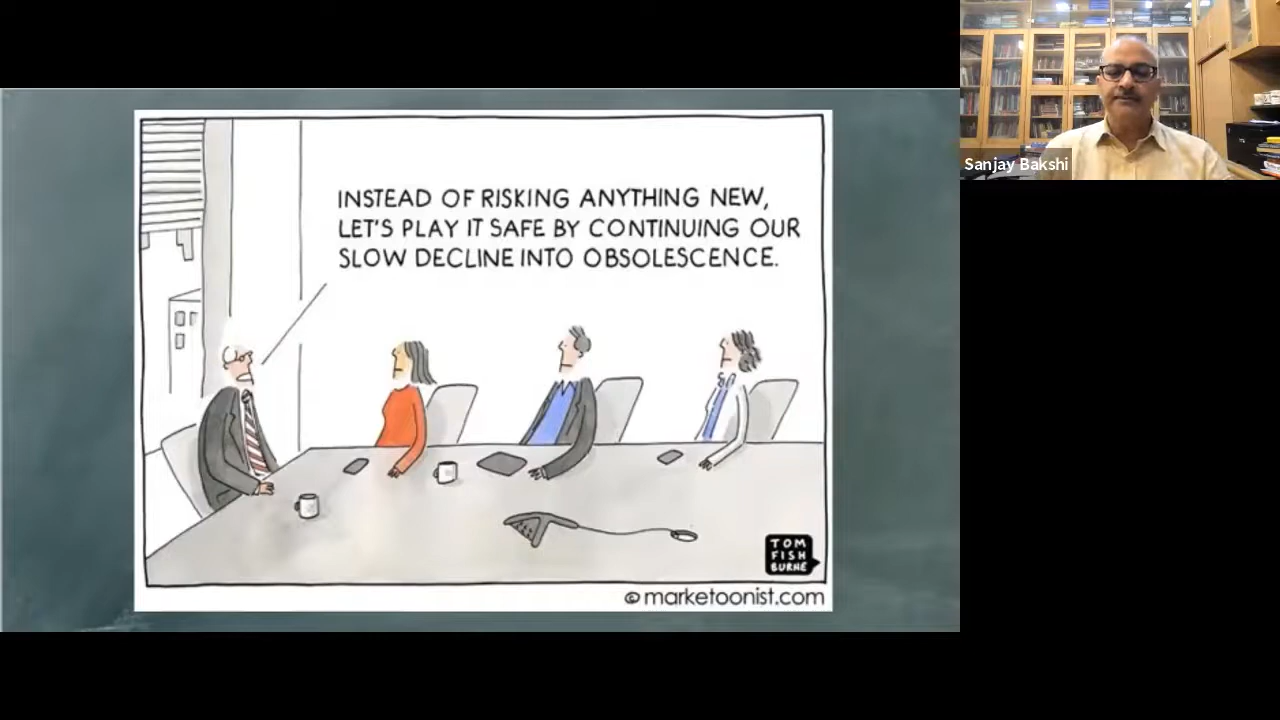 INSTEAD OF RISKING ANYTHING NEW,
LET'S PLAY IT SAFE BY CONTINUING OUR
SLOW DECLINE INTO OBSOLESCENCE.
TOM
FISH
BURNE
© marketoonist.com
Sanjay Bakshi